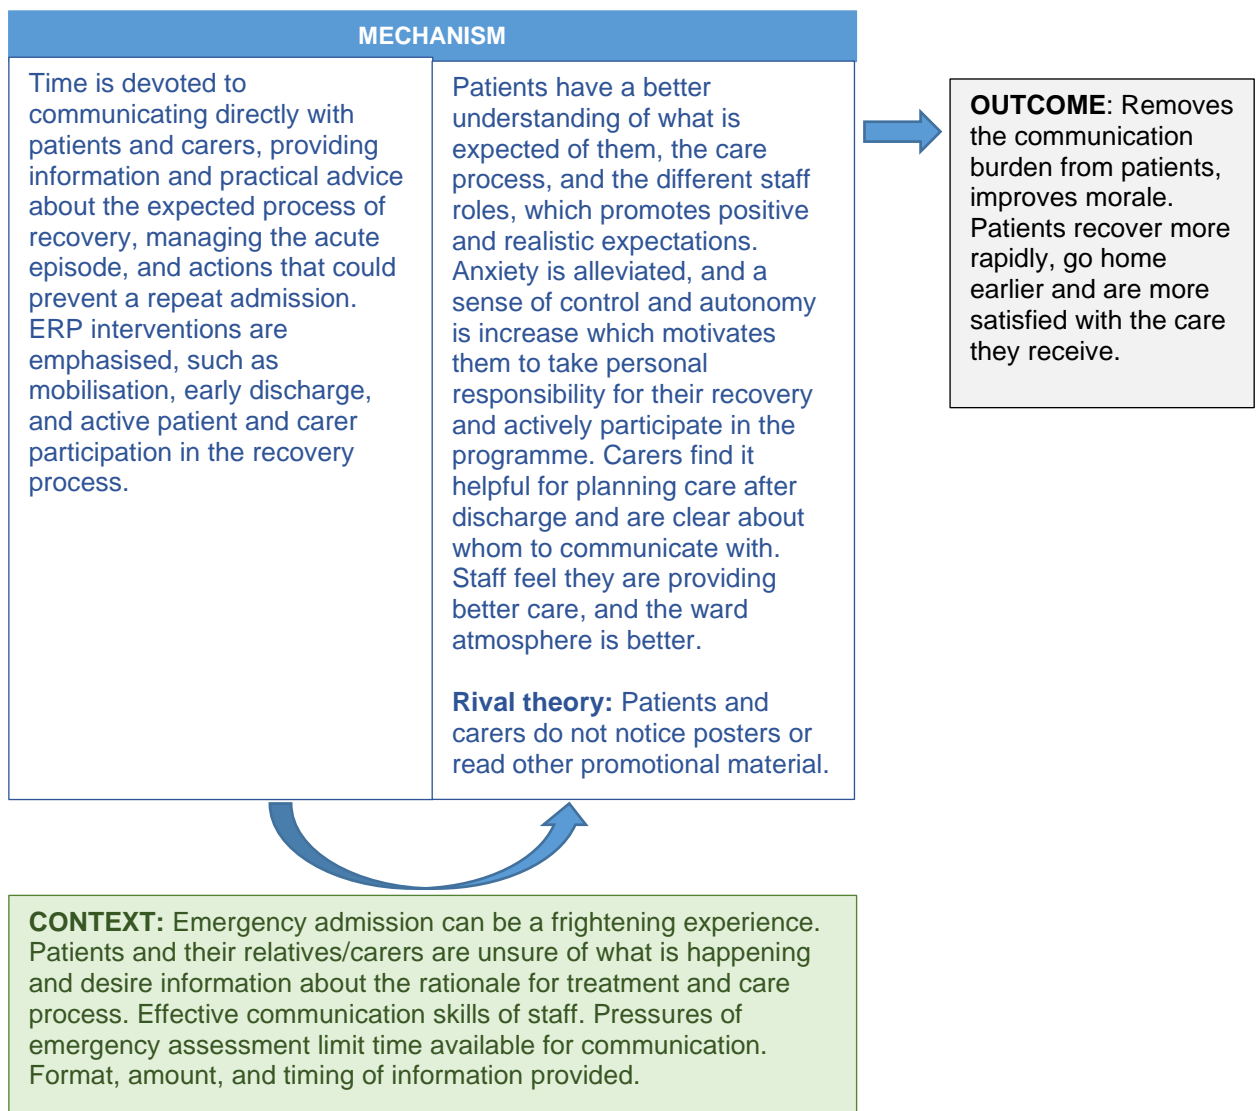 MECHANISM
Time is devoted to
communicating directly with
patients and carers, providing
information and practical advice
about the expected process of
recovery, managing the acute
episode, and actions that could
prevent a repeat admission.
ERP interventions are
emphasised, such as
mobilisation, early discharge,
and active patient and carer
participation in the recovery
process.
Patients have a better
understanding of what is
expected of them, the care
process, and the different staff
roles, which promotes positive
and realistic expectations.
Anxiety is alleviated, and a
sense of control and autonomy
is increase which motivates
them to take personal
responsibility for their recovery
and actively participate in the
programme. Carers find it
helpful for planning care after
discharge and are clear about
whom to communicate with.
Staff feel they are providing
better care, and the ward
atmosphere is better.
Rival theory: Patients and
carers do not notice posters or
read other promotional material.
OUTCOME: Removes
the communication
burden from patients,
improves morale.
Patients recover more
rapidly, go home
earlier and are more
satisfied with the care
they receive.
CONTEXT: Emergency admission can be a frightening experience.
Patients and their relatives/carers are unsure of what is happening
and desire information about the rationale for treatment and care
process. Effective communication skills of staff. Pressures of
emergency assessment limit time available for communication.
Format, amount, and timing of information provided.